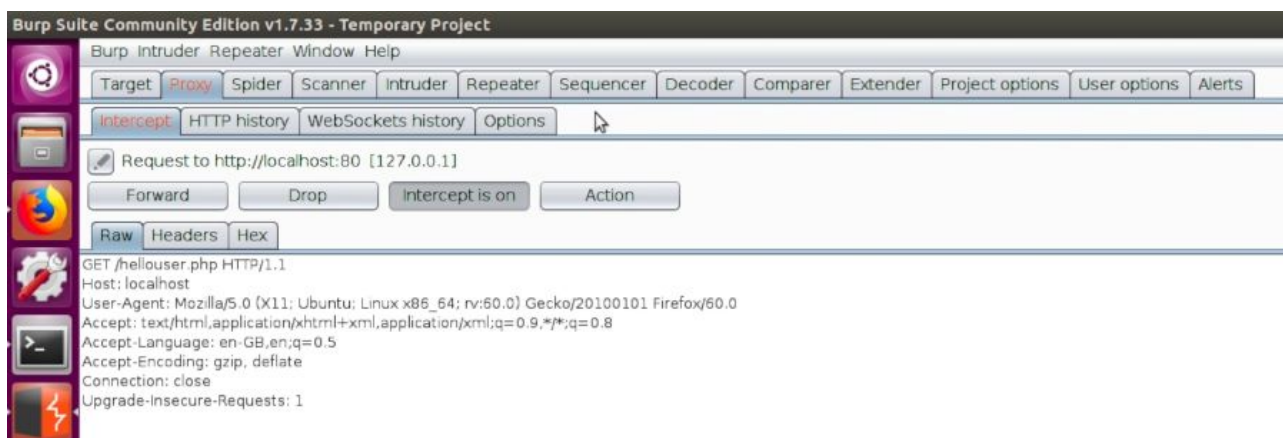 Burp Suite Community Edition v1.7.33 - Temporary Project
Burp Intruder Repeater Window Help
Target Proxy Spider Scanner Intruder Repeater Sequencer Decoder Comparer Extender Project options User options Alerts
Intercept HTTP history WebSockets history Options
Request to http://localhost:80 [127.0.0.1]
Forward Drop Intercept is on Action
Raw Headers Hex
GET /hellouser.php HTTP/1.1
Host: localhost
User-Agent: Mozilla/5.0 (X11; Ubuntu; Linux x86_64; rv:60.0) Gecko/20100101 Firefox/60.0
Accept: text/html,application/xhtml+xml,application/xml;q=0.9,*/*;q=0.8
Accept-Language: en-GB,en;q=0.5
Accept-Encoding: gzip, deflate
Connection: close
Upgrade-Insecure-Requests: 1